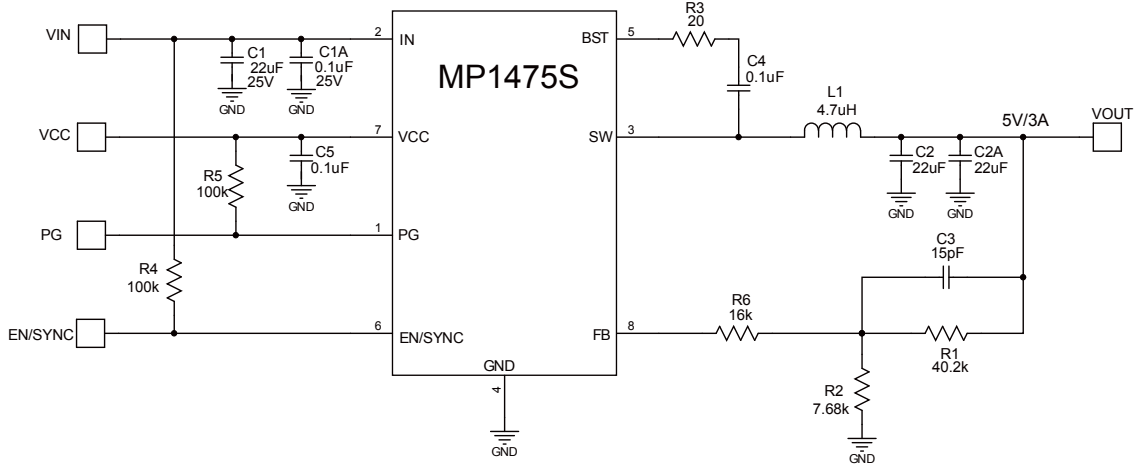 VIN
2
IN
C1
22uF
25V
GND
C1A
0.1uF
25V
GND
MP1475S
BST
5
R3
20
C4
0.1uF
VCC
7
VCC
C5
0.1uF
GND
R5
100k
SW
3
L1
4.7uH
5V/3A
VOUT
C2
22uF
GND
C2A
22uF
GND
PG
1
PG
R4
100k
C3
15pF
EN/SYNC
6
EN/SYNC
FB
8
R6
16k
R1
40.2k
R2
7.68k
GND
GND
4
GND